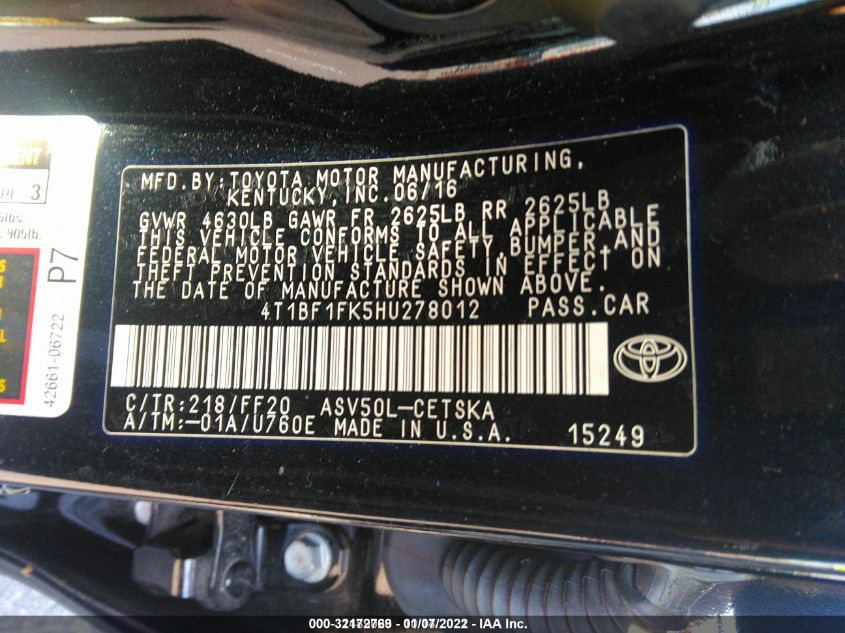 MFD. BY: TOYOTA MOTOR MANUFACTURING,
KENTUCKY, INC. 06/16
GVWR 4630LB GAWR FR 2625LB RR 2625LB
THIS VEHICLE CONFORMS TO ALL APPLICABLE
FEDERAL MOTOR VEHICLE SAFETY, BUMPER, AND
THEFT PREVENTION STANDARDS IN EFFECT ON
THE DATE OF MANUFACTURE SHOWN ABOVE.
4T1BF1FK5HU278012 PASS.CAR
C/TR:218/FF20 ASV50L-CETSKA
A/TM:-01A/U760E MADE IN U.S.A. 15249
3
lbs.
905lb.
P7
42661-06722
01/07/2022 - IAA Inc.